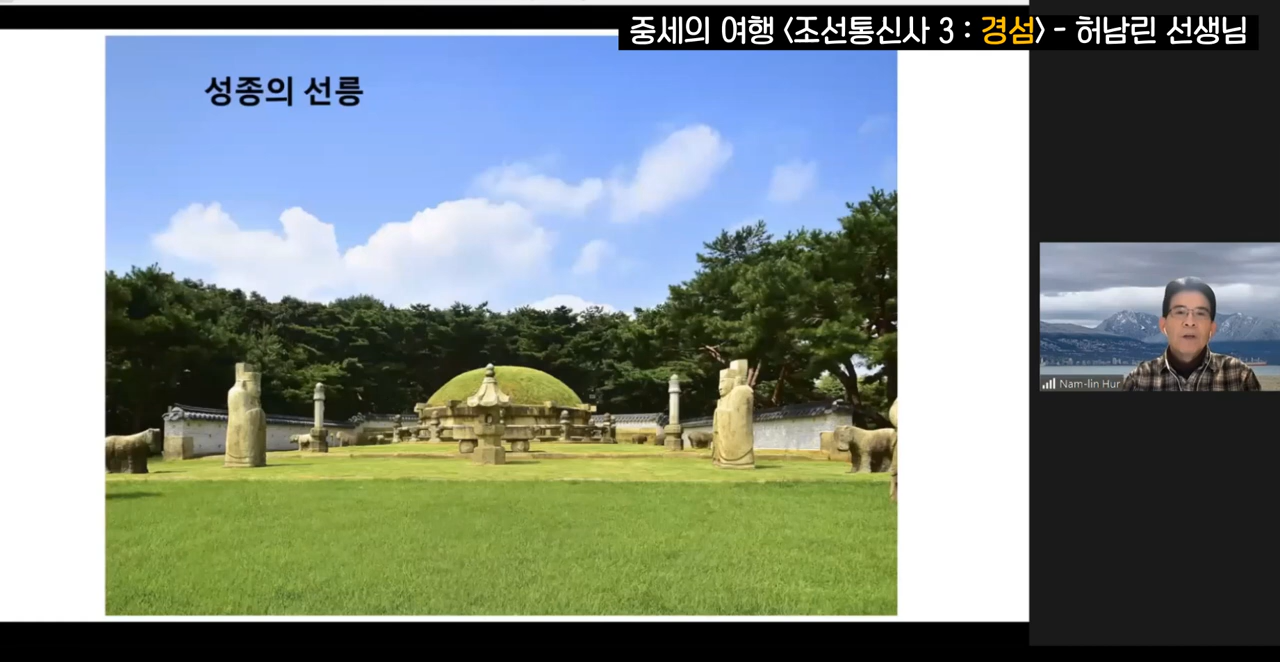 중세의 여행 <조선통신사 3 : 경섬> - 허남린 선생님
성종의 선릉
Nam-lin Hur